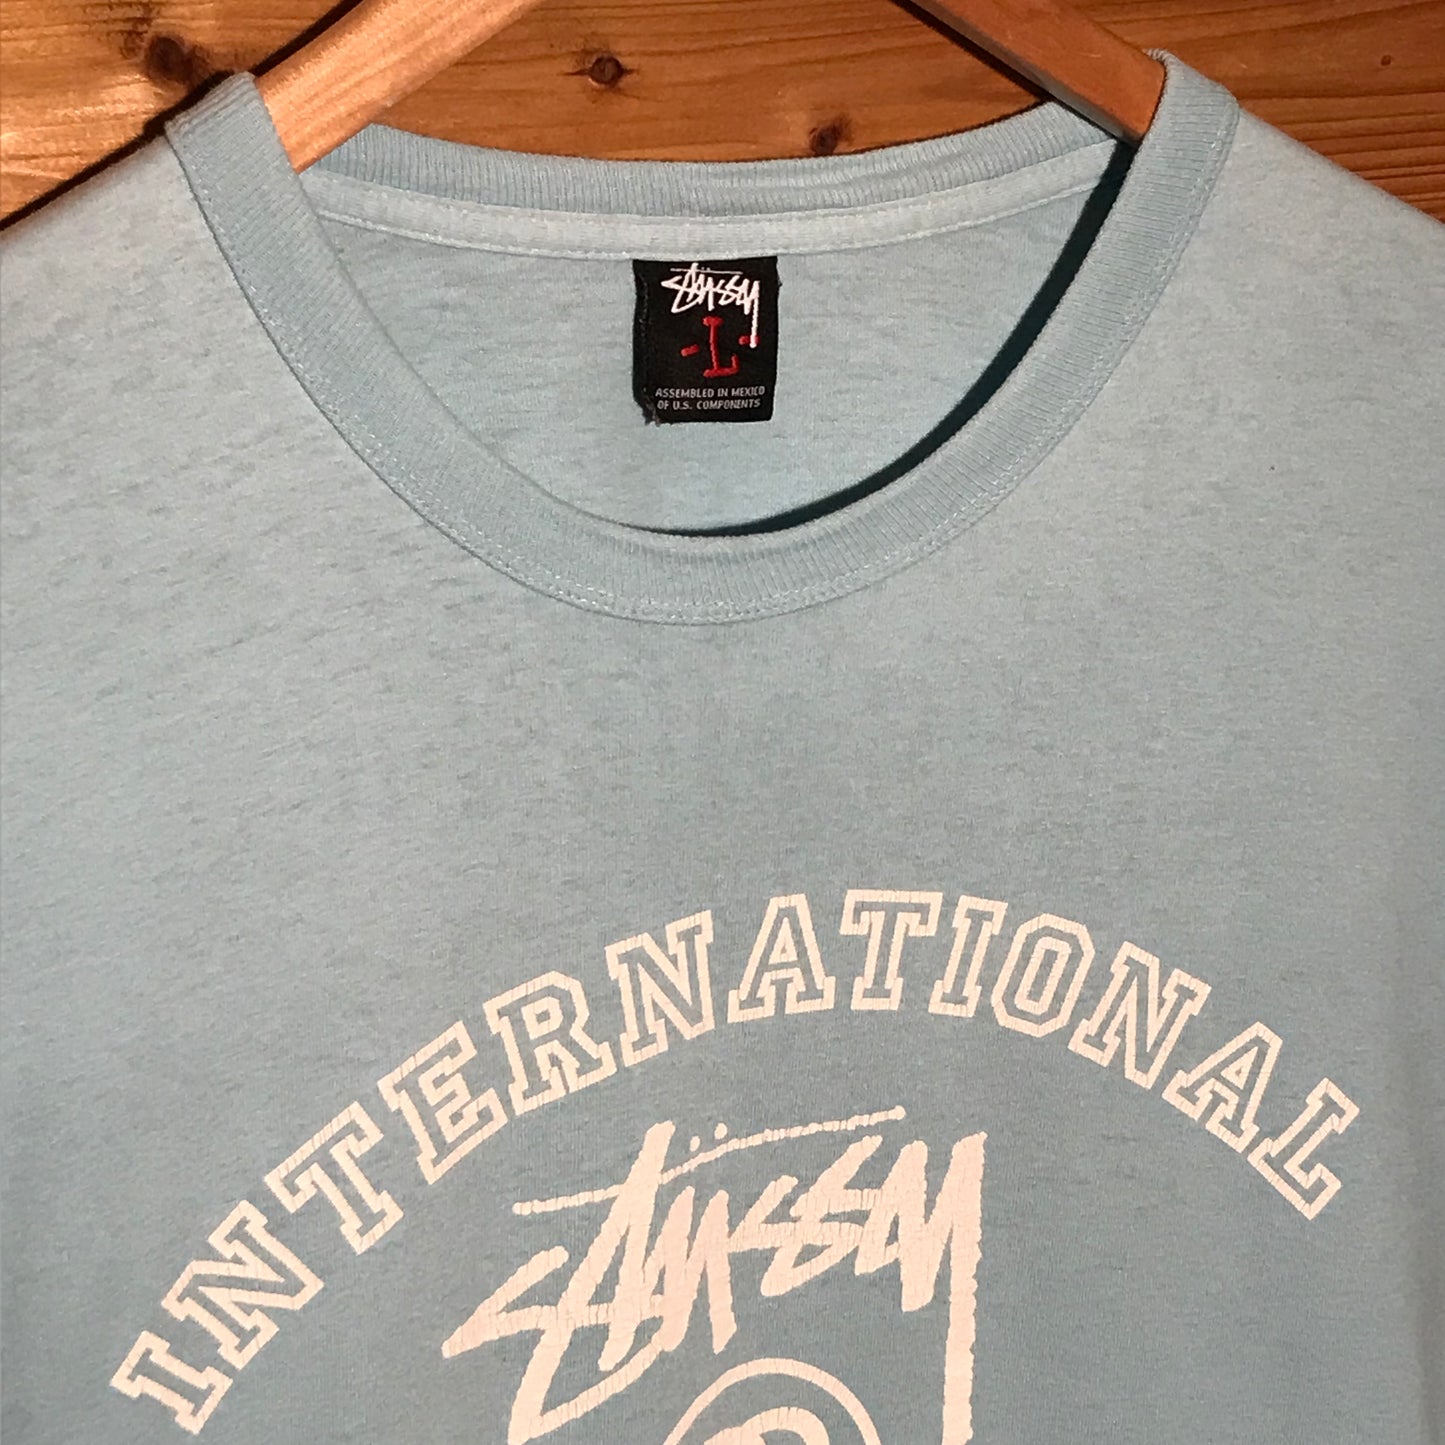 Stüssy
-L-
ASSEMBLED IN MEXICO
OF U.S. COMPONENTS
INTERNATIONAL
Stüssy